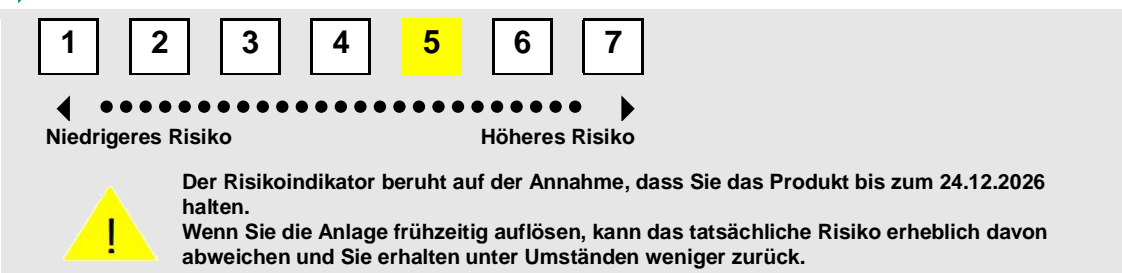 1 2 3 4 5 6 7
Niedrigeres Risiko Höheres Risiko
Der Risikoindikator beruht auf der Annahme, dass Sie das Produkt bis zum 24.12.2026
halten.
Wenn Sie die Anlage frühzeitig auflösen, kann das tatsächliche Risiko erheblich davon
abweichen und Sie erhalten unter Umständen weniger zurück.
!